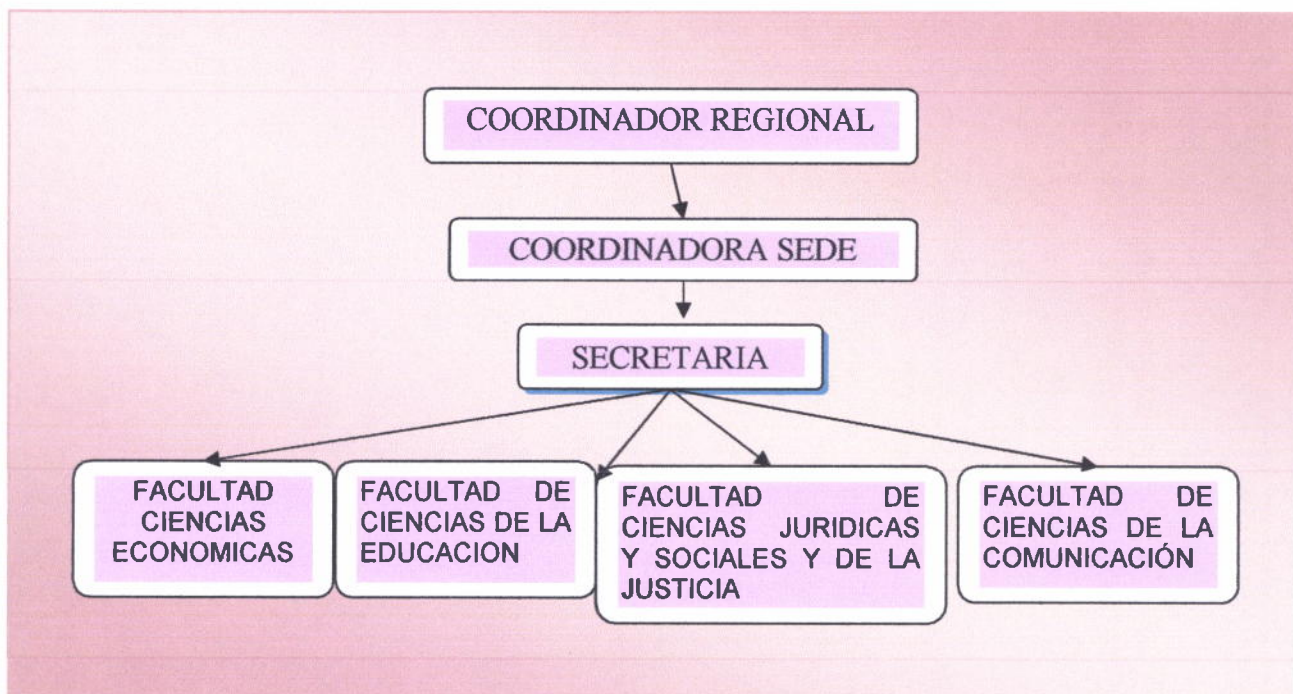 COORDINADOR REGIONAL
COORDINADORA SEDE
SECRETARIA
FACULTAD
CIENCIAS
ECONOMICAS
FACULTAD DE
CIENCIAS DE LA
EDUCACION
FACULTAD DE
CIENCIAS JURIDICAS
Y SOCIALES Y DE LA
JUSTICIA
FACULTAD DE
CIENCIAS DE LA
COMUNICACIÓN